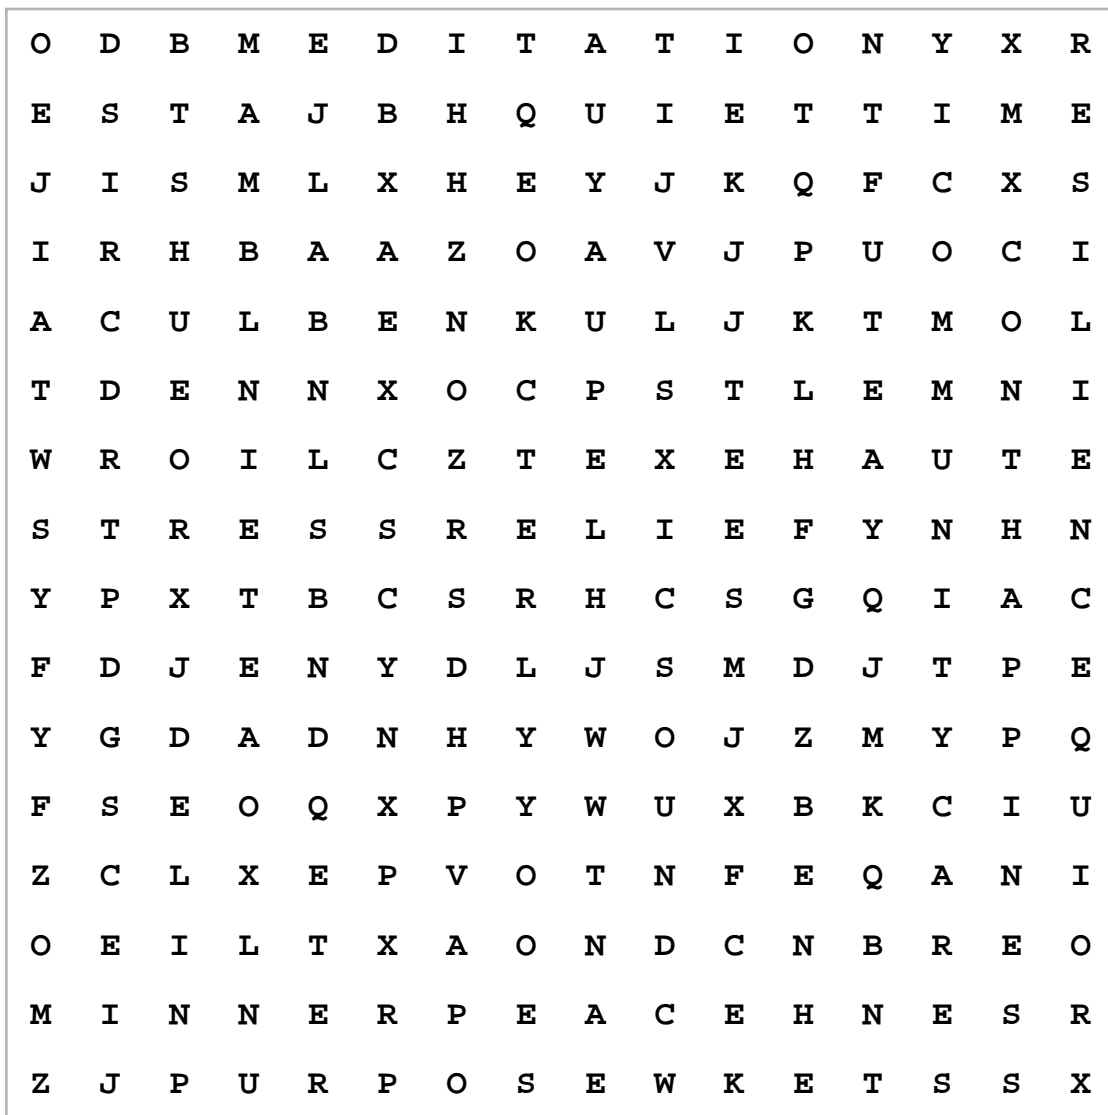 O D B M E D I T A T I O N Y X R
E S T A J B H Q U I E T T I M E
J I S M L X H E Y J K Q F C X S
I R H B A A Z O A V J P U O C I
A C U L B E N K U L J K T M O L
T D E N N X O C P S T L E M N I
W R O I L C Z T E X E H A U T E
S T R E S S R E L I E F Y N H N
Y P X T B C S R H C S G Q I A C
F D J E N Y D L J S M D J T P E
Y G D A D N H Y W O J Z M Y P Q
F S E O Q X P Y W U X B K C I U
Z C L X E P V O T N F E Q A N I
O E I L T X A O N D C N B R E O
M I N N E R P E A C E H N E S R
Z J P U R P O S E W K E T S S X